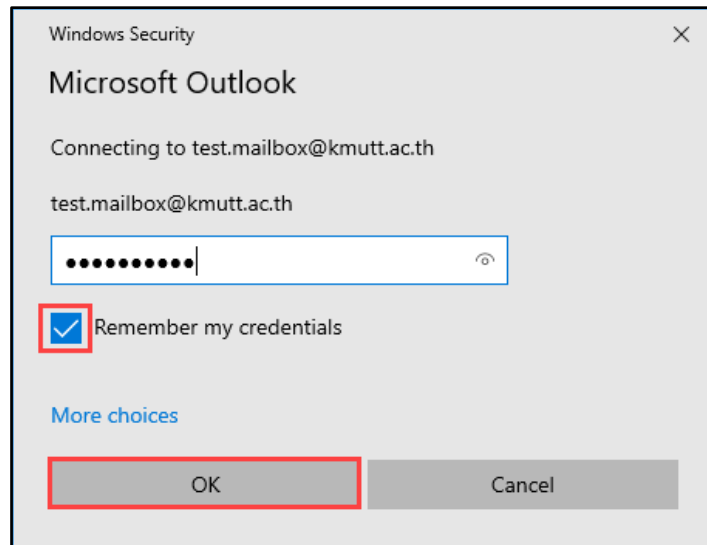 Windows Security
Microsoft Outlook
Connecting to test.mailbox@kmutt.ac.th
test.mailbox@kmutt.ac.th
●●●●●●●●●●
Remember my credentials
More choices
OK
Cancel